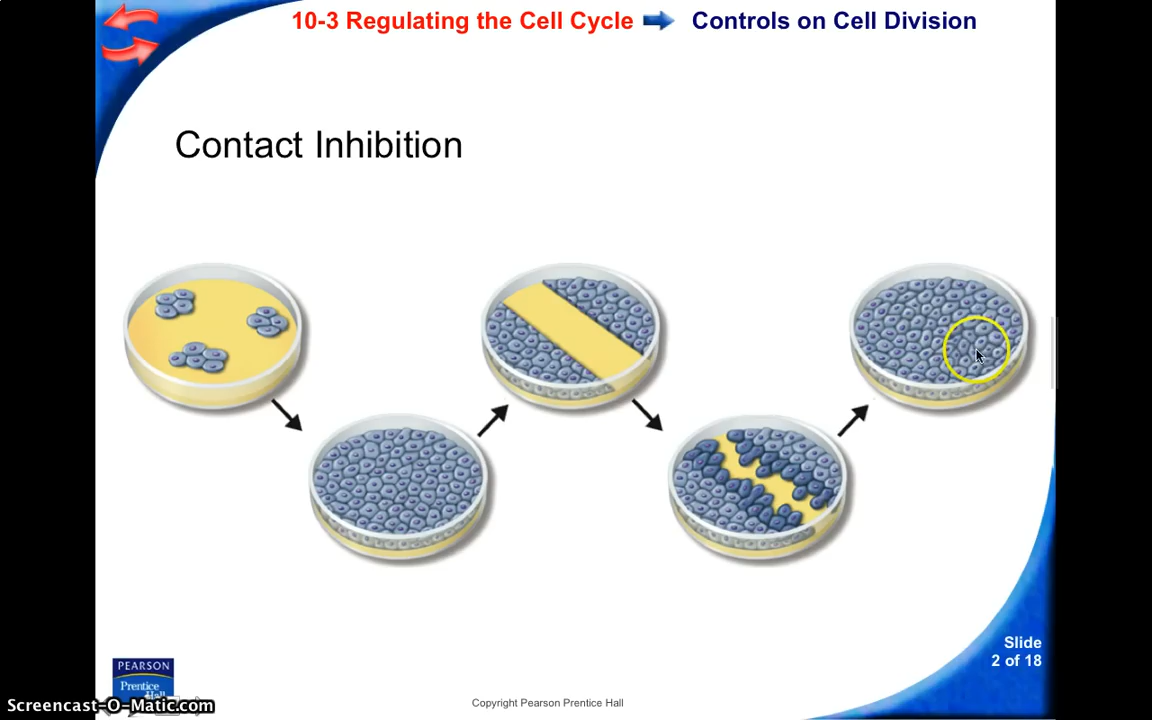 10-3 Regulating the Cell Cycle Controls on Cell Division
Contact Inhibition
Slide
2 of 18
PEARSON
Prentice
Hall
Screencast-O-Matic.com
Copyright Pearson Prentice Hall